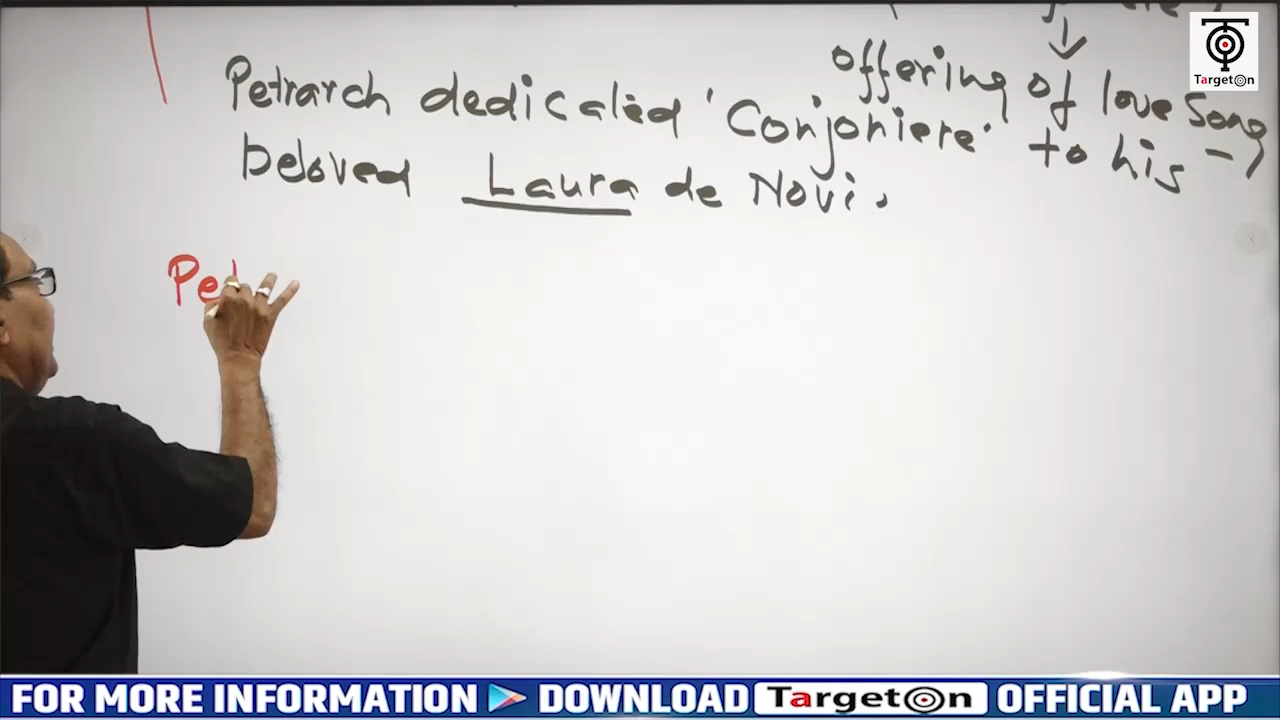 offering of love song
Petrarch dedicated 'Conjoniere' to his -
beloved Laura de Novi.
Pet
TargetOn
FOR MORE INFORMATION DOWNLOAD TargetOn OFFICIAL APP